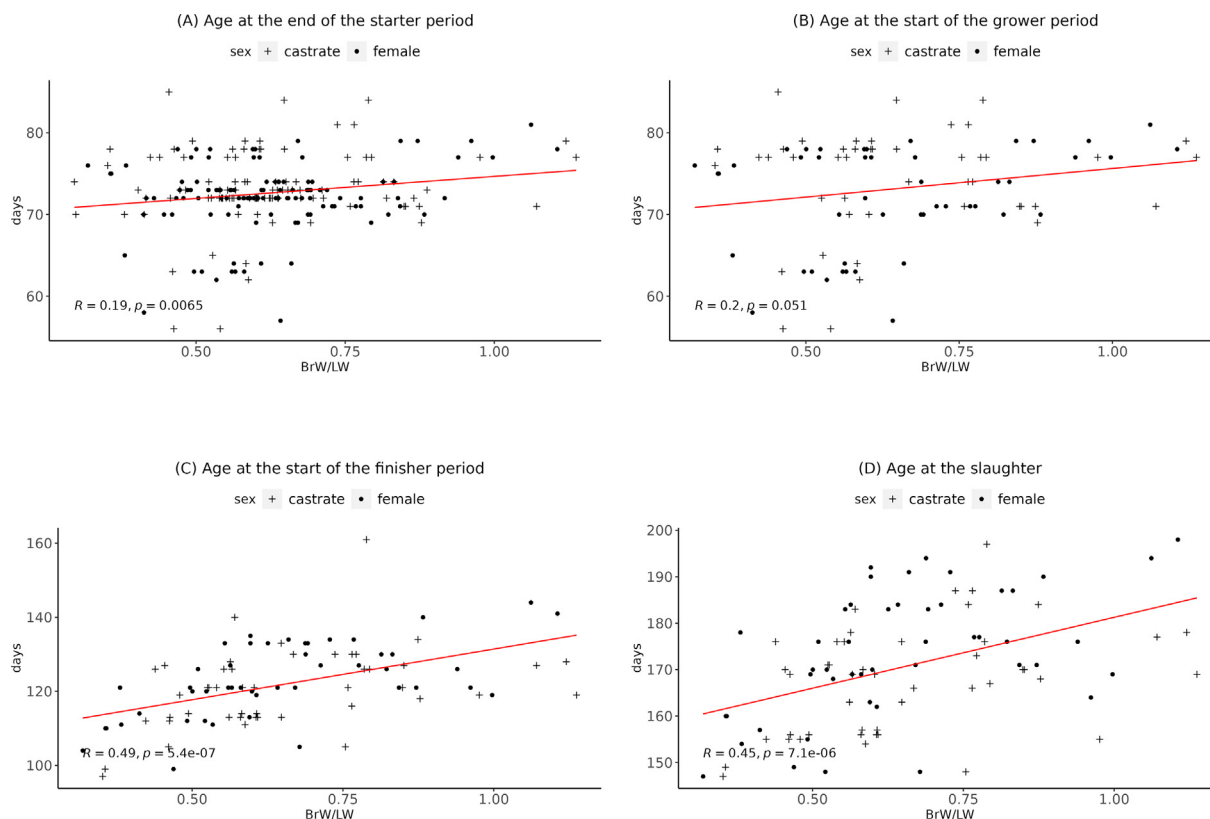 (A) Age at the end of the starter period
sex castrate female
80
70
60
days
R = 0.19, p = 0.0065
0.50 0.75 1.00
BrW/LW
(B) Age at the start of the grower period
sex castrate female
80
70
60
days
R = 0.2, p = 0.051
0.50 0.75 1.00
BrW/LW
(C) Age at the start of the finisher period
sex castrate female
160
140
120
100
days
R = 0.49, p = 5.4e-07
0.50 0.75 1.00
BrW/LW
(D) Age at the slaughter
sex castrate female
200
190
180
170
160
150
days
R = 0.45, p = 7.1e-06
0.50 0.75 1.00
BrW/LW